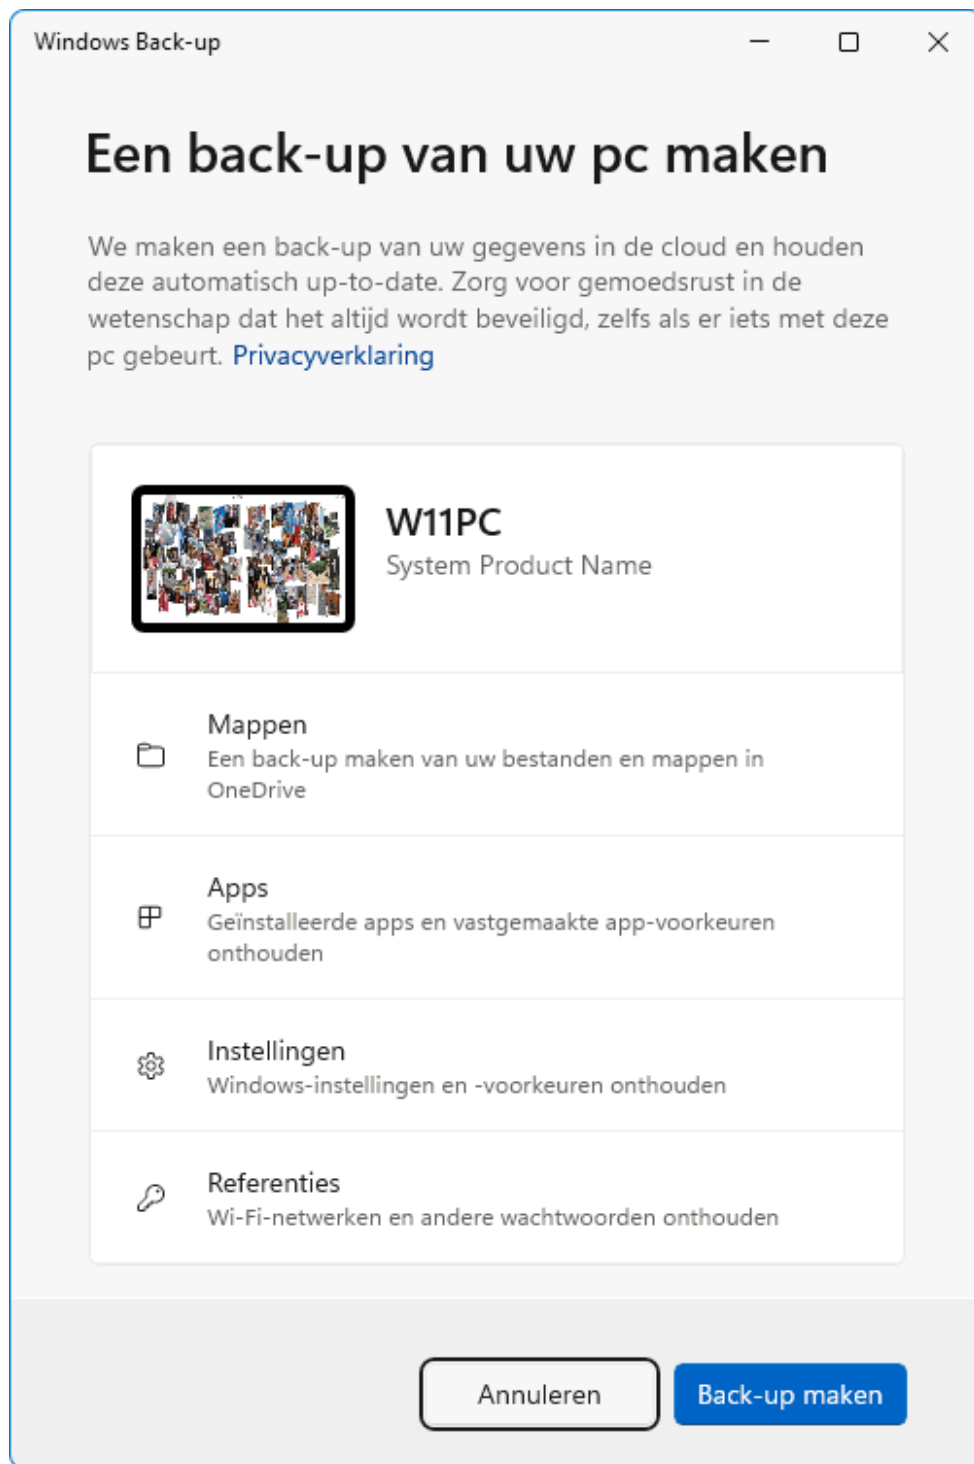 Windows Back-up
Een back-up van uw pc maken
We maken een back-up van uw gegevens in de cloud en houden
deze automatisch up-to-date. Zorg voor gemoedsrust in de
wetenschap dat het altijd wordt beveiligd, zelfs als er iets met deze
pc gebeurt. Privacyverklaring
W11PC
System Product Name
Mappen
Een back-up maken van uw bestanden en mappen in
OneDrive
Apps
Geïnstalleerde apps en vastgemaakte app-voorkeuren
onthouden
Instellingen
Windows-instellingen en -voorkeuren onthouden
Referenties
Wi-Fi-netwerken en andere wachtwoorden onthouden
Annuleren
Back-up maken